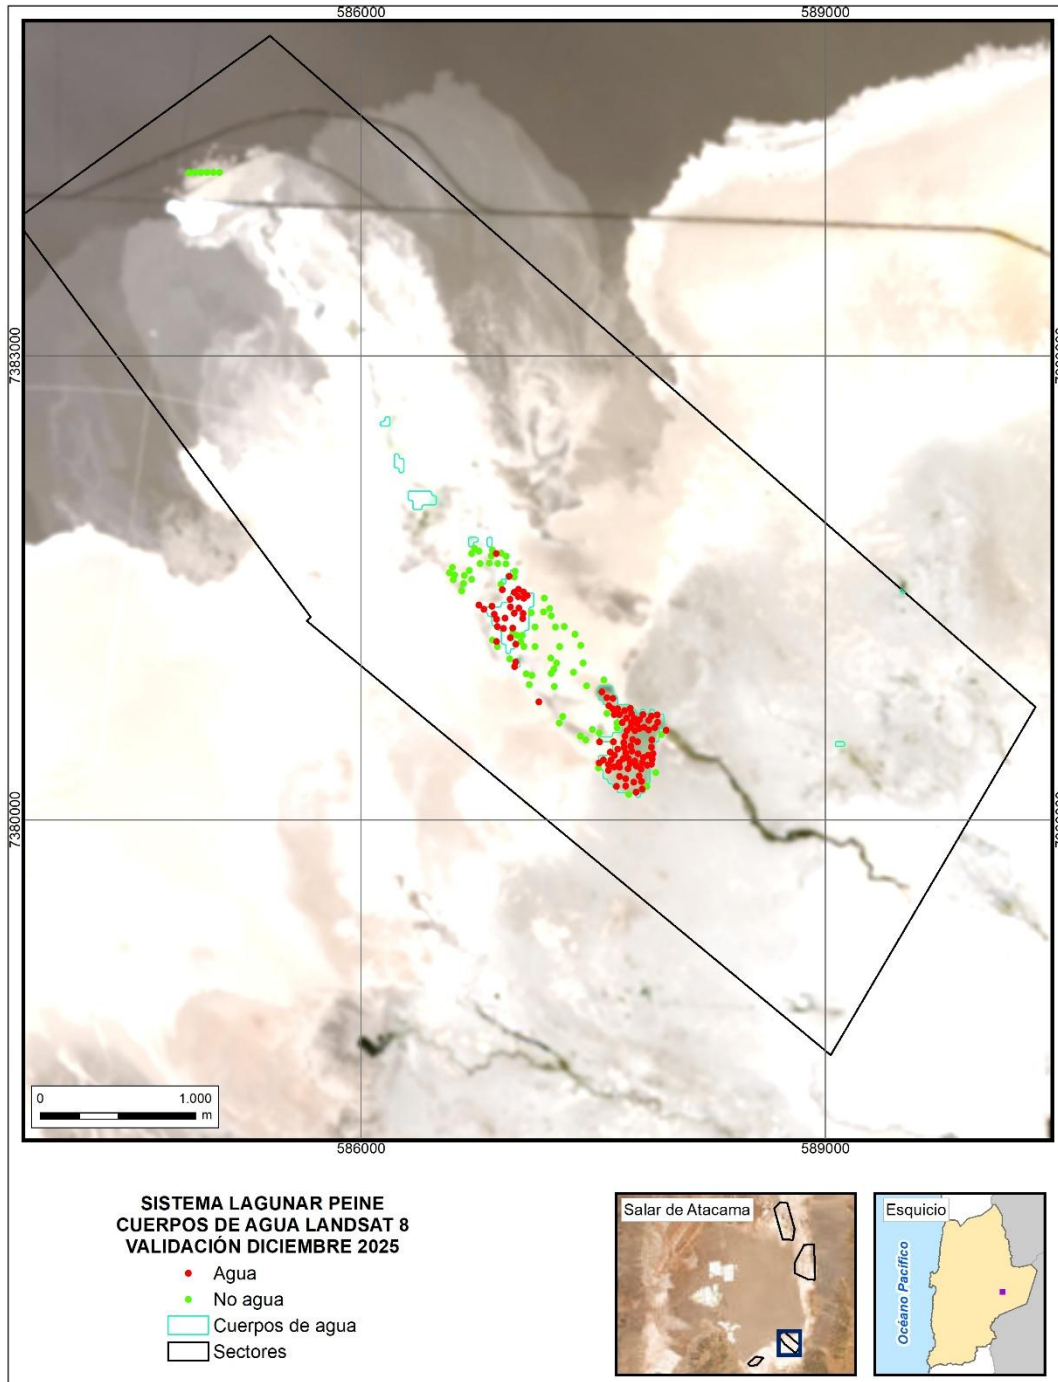 586000
589000
7383000
7380000
0
1.000
m
586000
589000
SISTEMA LAGUNAR PEINE
CUERPOS DE AGUA LANDSAT 8
VALIDACIÓN DICIEMBRE 2025
Agua
No agua
Cuerpos de agua
Sectores
Salar de Atacama
Esquicio
Océano Pacífico